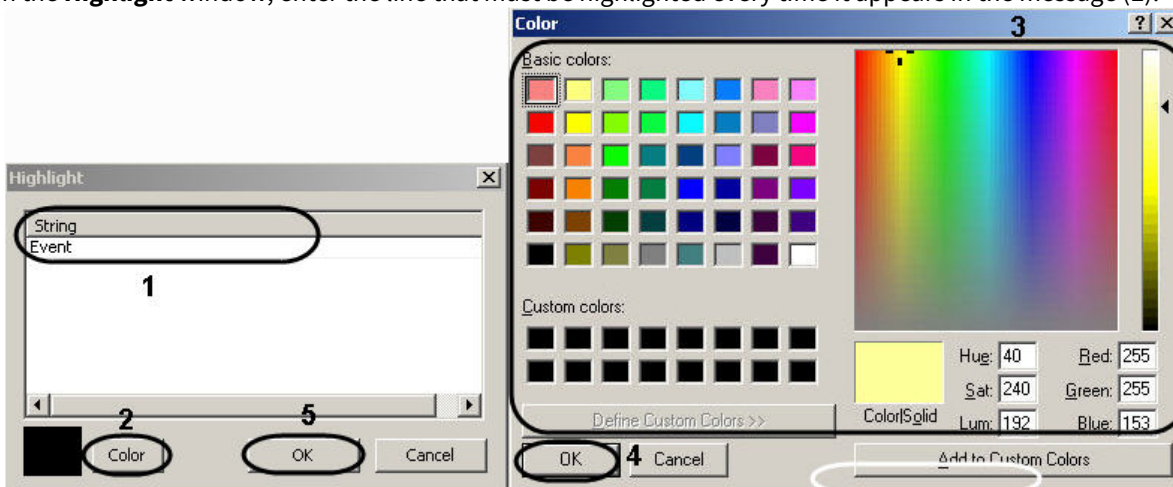 Highlight window, enter the line that must be highlighted every time it appears in the message
Color
3
Basic colors:
Highlight
String
Event
1
Custom colors:
Hue: 40
Red: 255
Sat: 240
Green: 255
Color|Solid
Lum: 192
Blue: 153
2
5
Define Custom Colors >>
Color
OK
Cancel
OK
4
Cancel
Add to Custom Colors